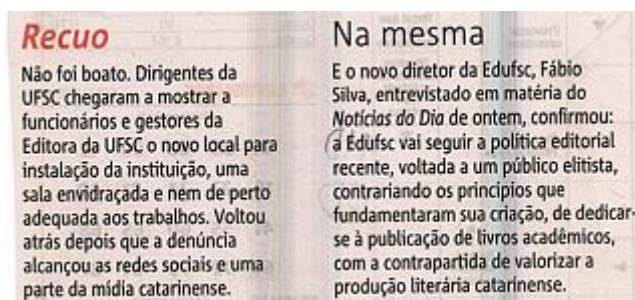 Recuo
Não foi boato. Dirigentes da
UFSC chegaram a mostrar a
funcionários e gestores da
Editora da UFSC o novo local para
instalação da instituição, uma
sala envidraçada e nem de perto
adequada aos trabalhos. Voltou
atrás depois que a denúncia
alcançou as redes sociais e uma
parte da mídia catarinense.
Na mesma
E o novo diretor da Edufsc, Fábio
Silva, entrevistado em matéria do
Notícias do Dia de ontem, confirmou:
a Edufsc vai seguir a política editorial
recente, voltada a um público elitista,
contrariando os princípios que
fundamentaram sua criação, de dedicar-
se à publicação de livros acadêmicos,
com a contrapartida de valorizar a
produção literária catarinense.